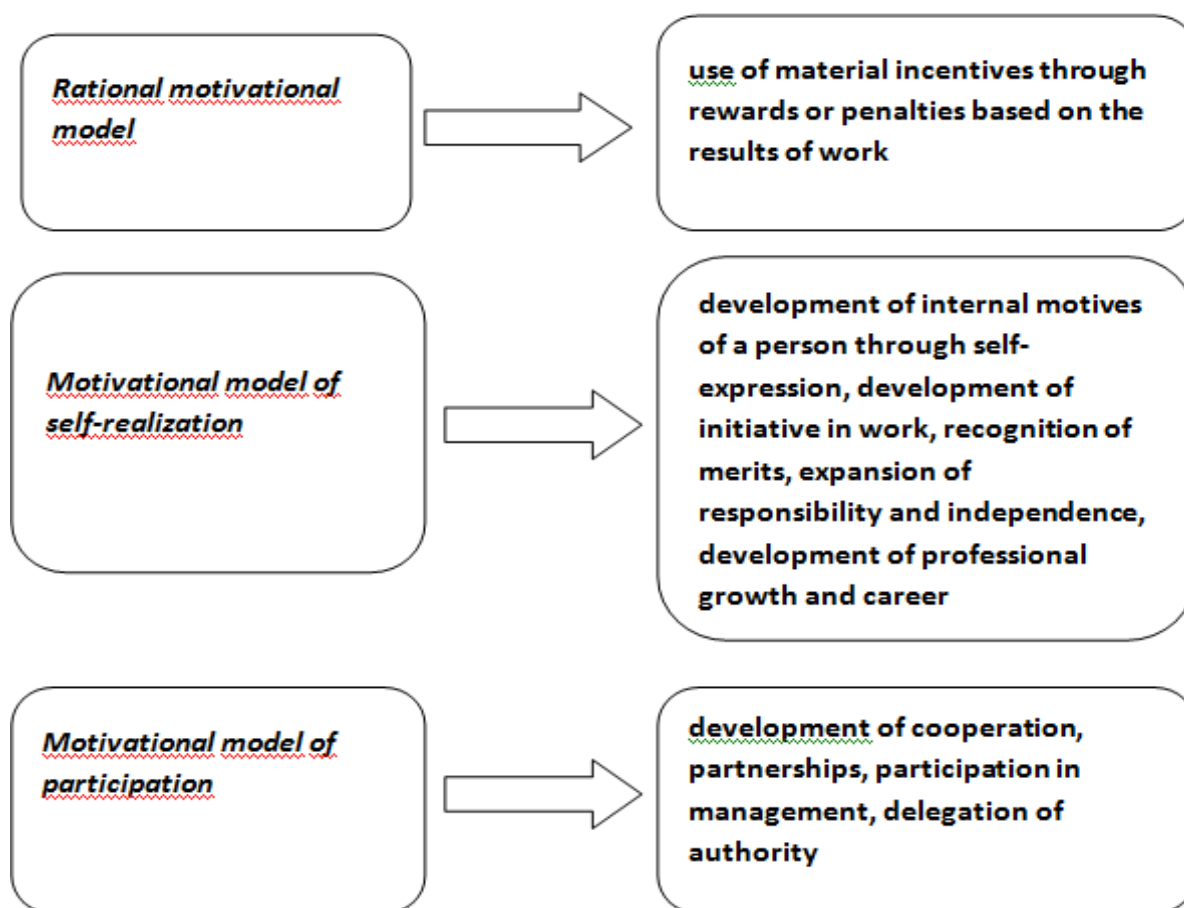 Rational motivational
model
use of material incentives through
rewards or penalties based on the
results of work
Motivational model of
self-realization
development of internal motives
of a person through self-
expression, development of
initiative in work, recognition of
merits, expansion of
responsibility and independence,
development of professional
growth and career
Motivational model of
participation
development of cooperation,
partnerships, participation in
management, delegation of
authority